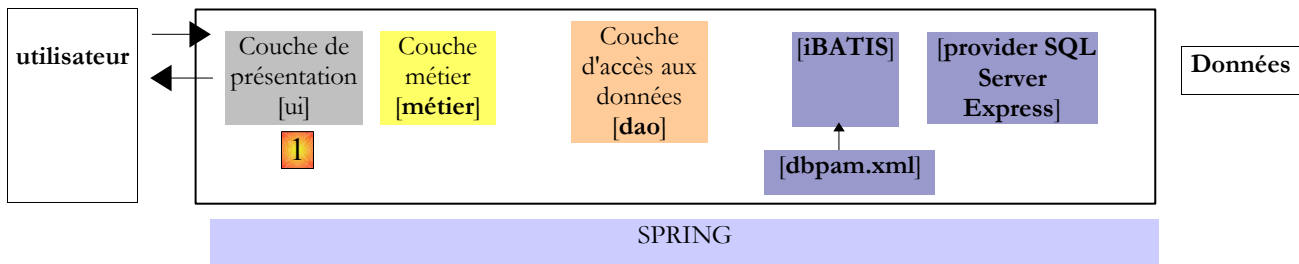 utilisateur
Couche de
présentation
[ui]
1
Couche
métier
[métier]
Couche
d'accès aux
données
[dao]
[iBATIS]
[dbpam.xml]
[provider SQL
Server
Express]
Données
SPRING